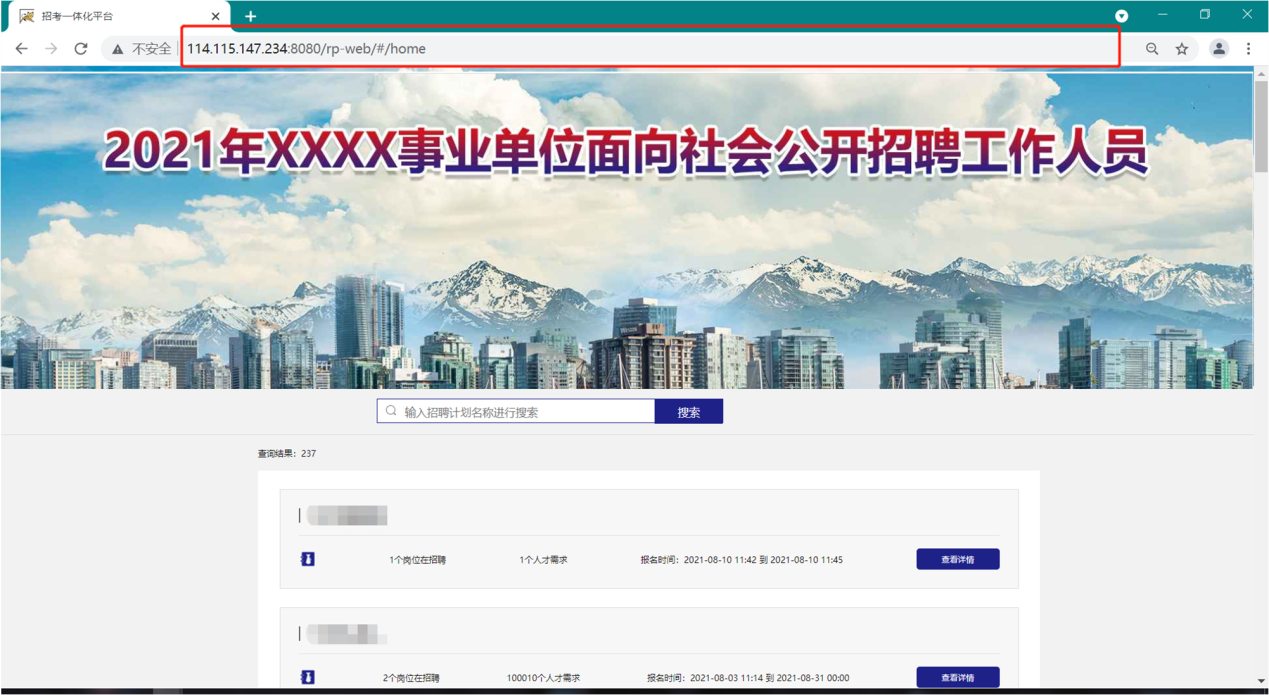 招考一体化平台
不安全 114.115.147.234:8080/rp-web/#/home
2021年XXXX事业单位面向社会公开招聘工作人员
输入招聘计划名称进行搜索 搜索
查询结果：237
1个岗位在招聘 1个人才需求 报名时间：2021-08-10 11:42 到 2021-08-10 11:45 查看详情
2个岗位在招聘 100010个人才需求 报名时间：2021-08-03 11:14 到 2021-08-31 00:00 查看详情